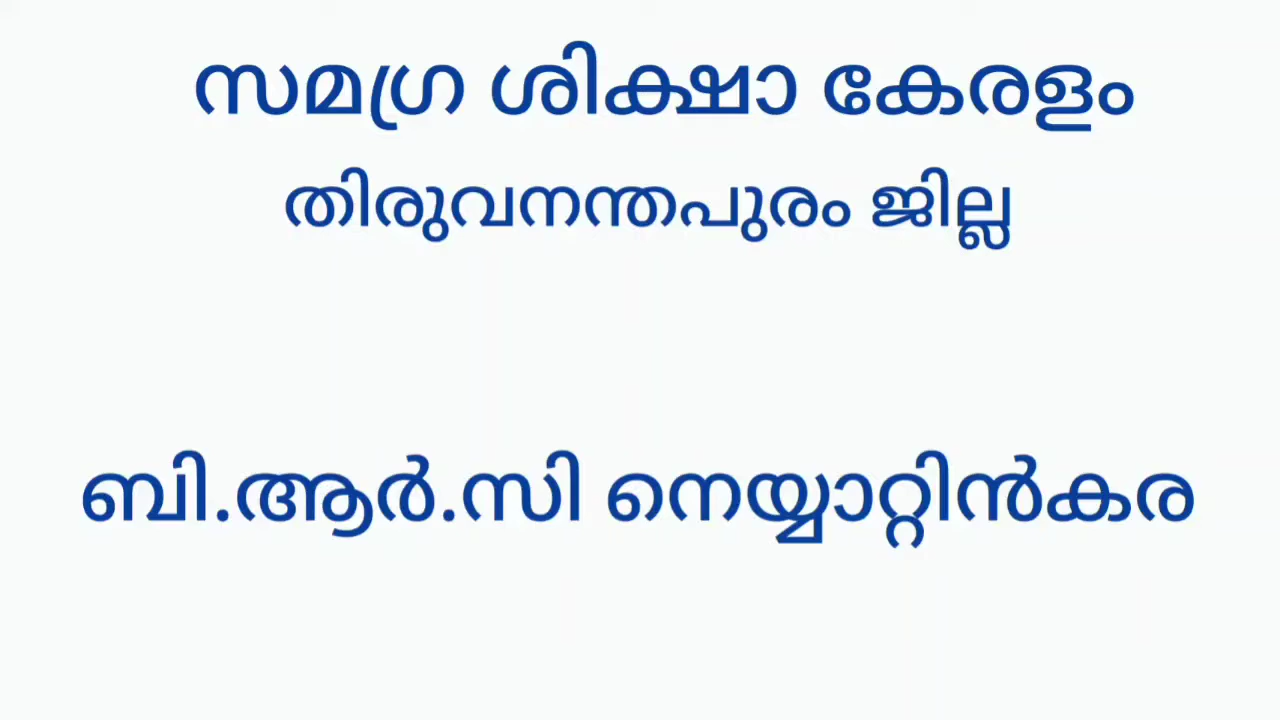 സമഗ്ര ശിക്ഷാ കേരളം
തിരുവനന്തപുരം ജില്ല
ബി.ആർ.സി നെയ്യാറ്റിൻകര